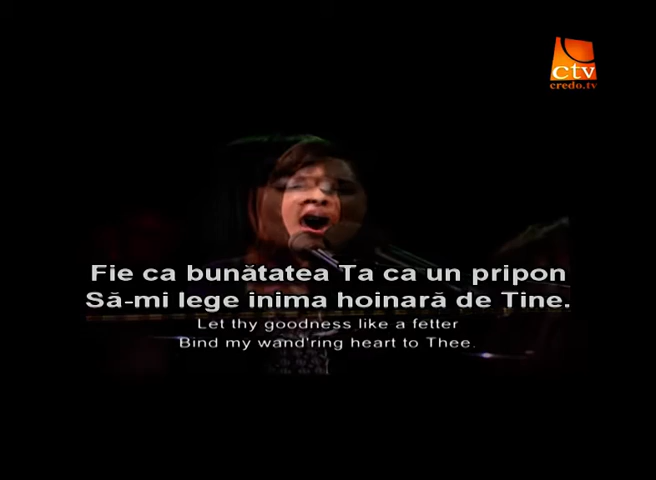 ctv
credo.tv
Fie ca bunătatea Ta ca un pripon
Să-mi lege inima hoinară de Tine.
Let thy goodness like a fetter
Bind my wand'ring heart to Thee.